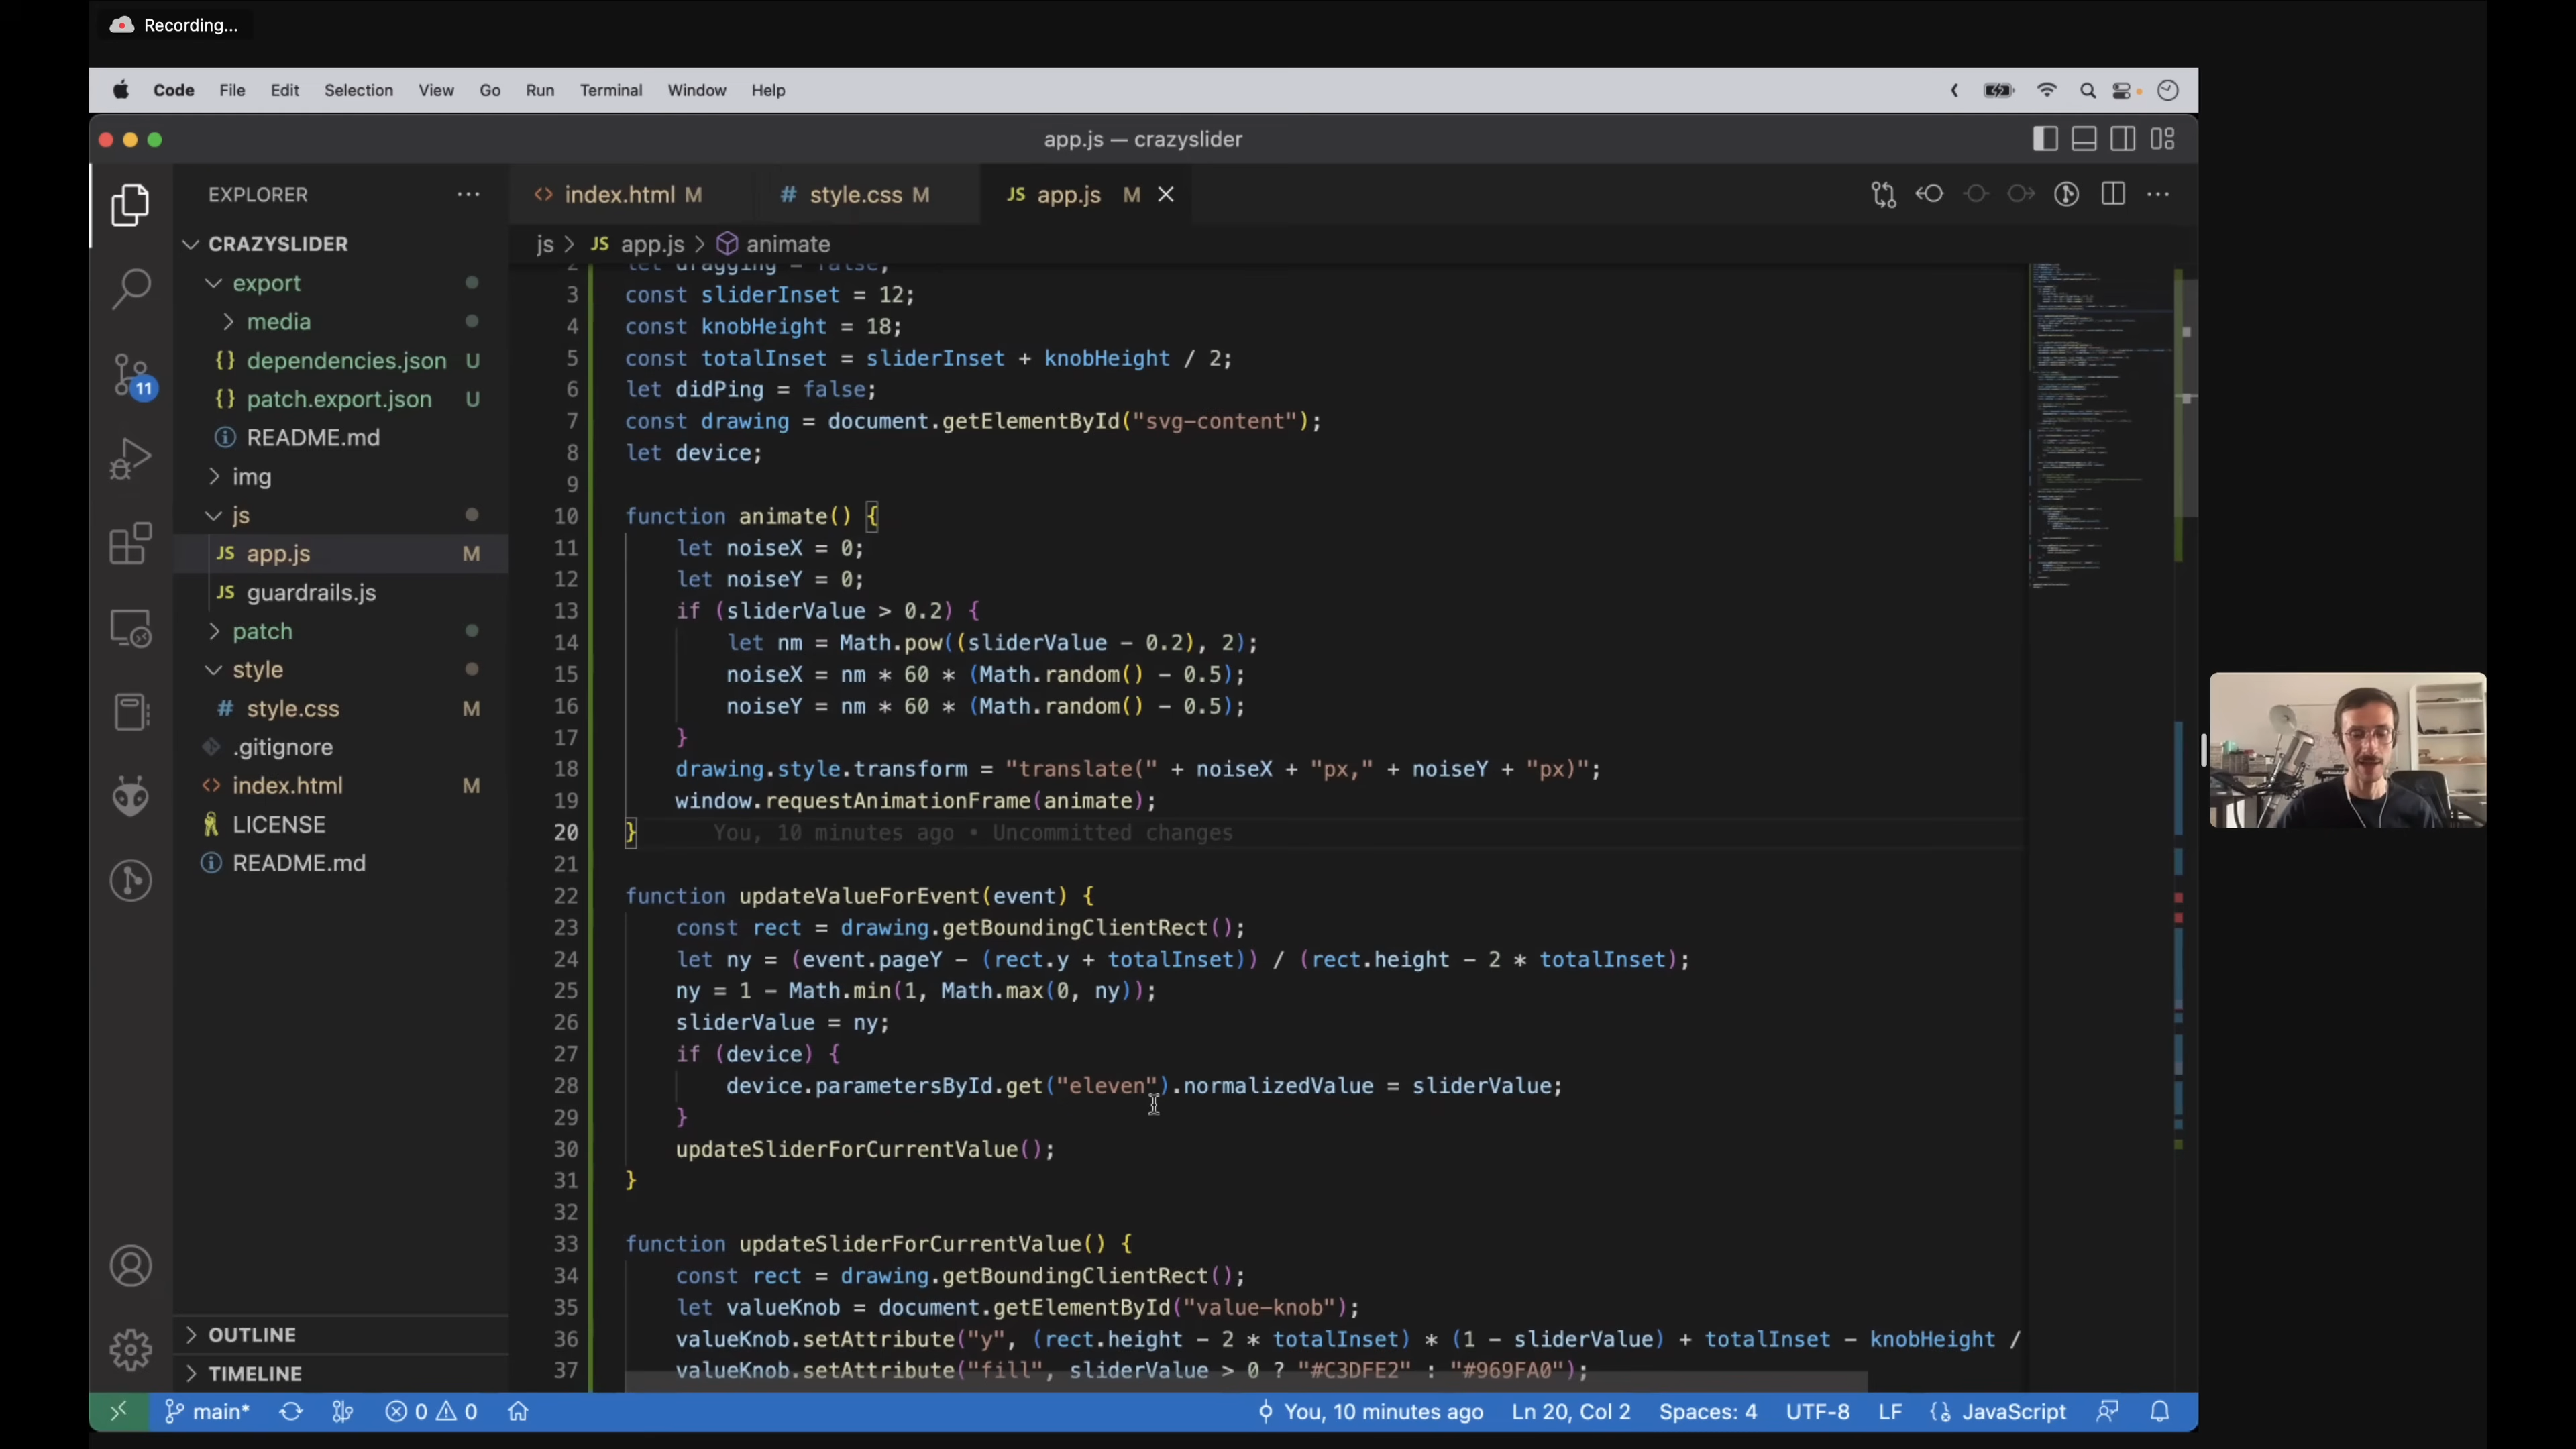 Recording...
Code File Edit Selection View Go Run Terminal Window Help
app.js — crazyslider
EXPLORER
index.html M
style.css M
JS app.js M
js > JS app.js > animate
CRAZYSLIDER
export
media
{} dependencies.json U
{} patch.export.json U
README.md
img
js
JS app.js M
JS guardrails.js
patch
style
# style.css M
.gitignore
index.html M
LICENSE
README.md
11
OUTLINE
TIMELINE
2 let dragging = false;
3 const sliderInset = 12;
4 const knobHeight = 18;
5 const totalInset = sliderInset + knobHeight / 2;
6 let didPing = false;
7 const drawing = document.getElementById("svg-content");
8 let device;
9
10 function animate() {
11 let noiseX = 0;
12 let noiseY = 0;
13 if (sliderValue > 0.2) {
14 let nm = Math.pow((sliderValue - 0.2), 2);
15 noiseX = nm * 60 * (Math.random() - 0.5);
16 noiseY = nm * 60 * (Math.random() - 0.5);
17 }
18 drawing.style.transform = "translate(" + noiseX + "px," + noiseY + "px)";
19 window.requestAnimationFrame(animate);
20 } You, 10 minutes ago • Uncommitted changes
21
22 function updateValueForEvent(event) {
23 const rect = drawing.getBoundingClientRect();
24 let ny = (event.pageY - (rect.y + totalInset)) / (rect.height - 2 * totalInset);
25 ny = 1 - Math.min(1, Math.max(0, ny));
26 sliderValue = ny;
27 if (device) {
28 device.parametersById.get("eleven").normalizedValue = sliderValue;
29 }
30 updateSliderForCurrentValue();
31 }
32
33 function updateSliderForCurrentValue() {
34 const rect = drawing.getBoundingClientRect();
35 let valueKnob = document.getElementById("value-knob");
36 valueKnob.setAttribute("y", (rect.height - 2 * totalInset) * (1 - sliderValue) + totalInset - knobHeight /
37 valueKnob.setAttribute("fill", sliderValue > 0 ? "#C3DFE2" : "#969FA0");
main* 0 0 You, 10 minutes ago Ln 20, Col 2 Spaces: 4 UTF-8 LF JavaScript